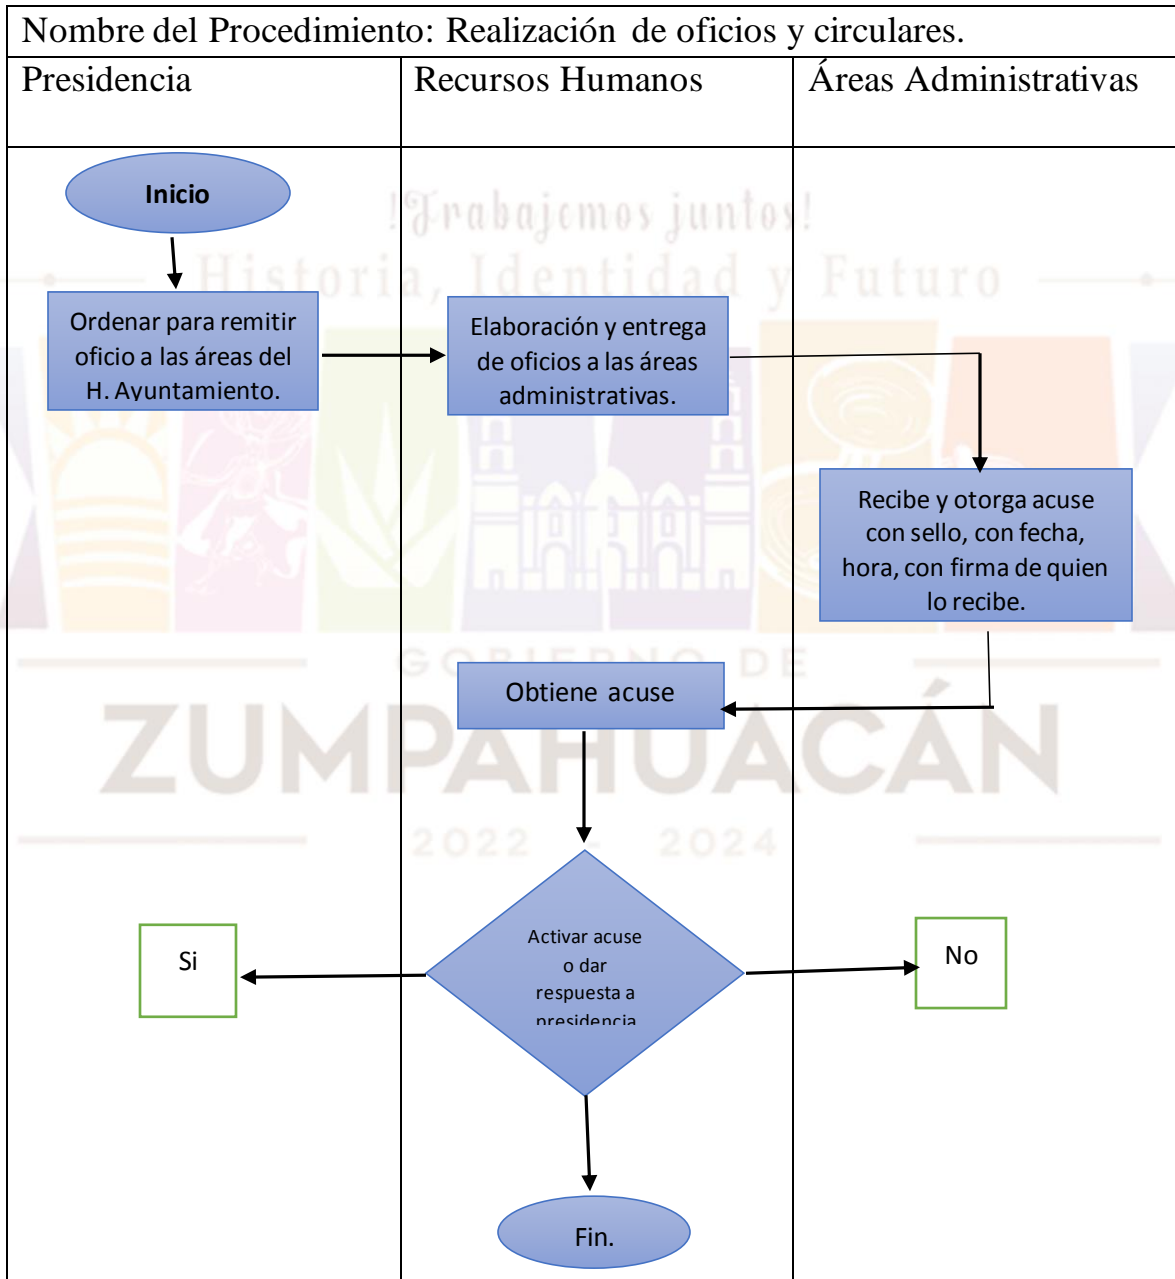 Nombre del Procedimiento: Realización de oficios y circulares.
Presidencia
Recursos Humanos
Áreas Administrativas
Inicio
!Trabajemos juntos!
Historia, Identidad y Futuro
Ordenar para remitir
oficio a las áreas del
H. Ayuntamiento.
Elaboración y entrega
de oficios a las áreas
administrativas.
Recibe y otorga acuse
con sello, con fecha,
hora, con firma de quien
lo recibe.
GOBIERNO DE
Obtiene acuse
ZUMPAHUACÁN
2022 - 2024
Si
Activar acuse
o dar
respuesta a
presidencia
No
Fin.